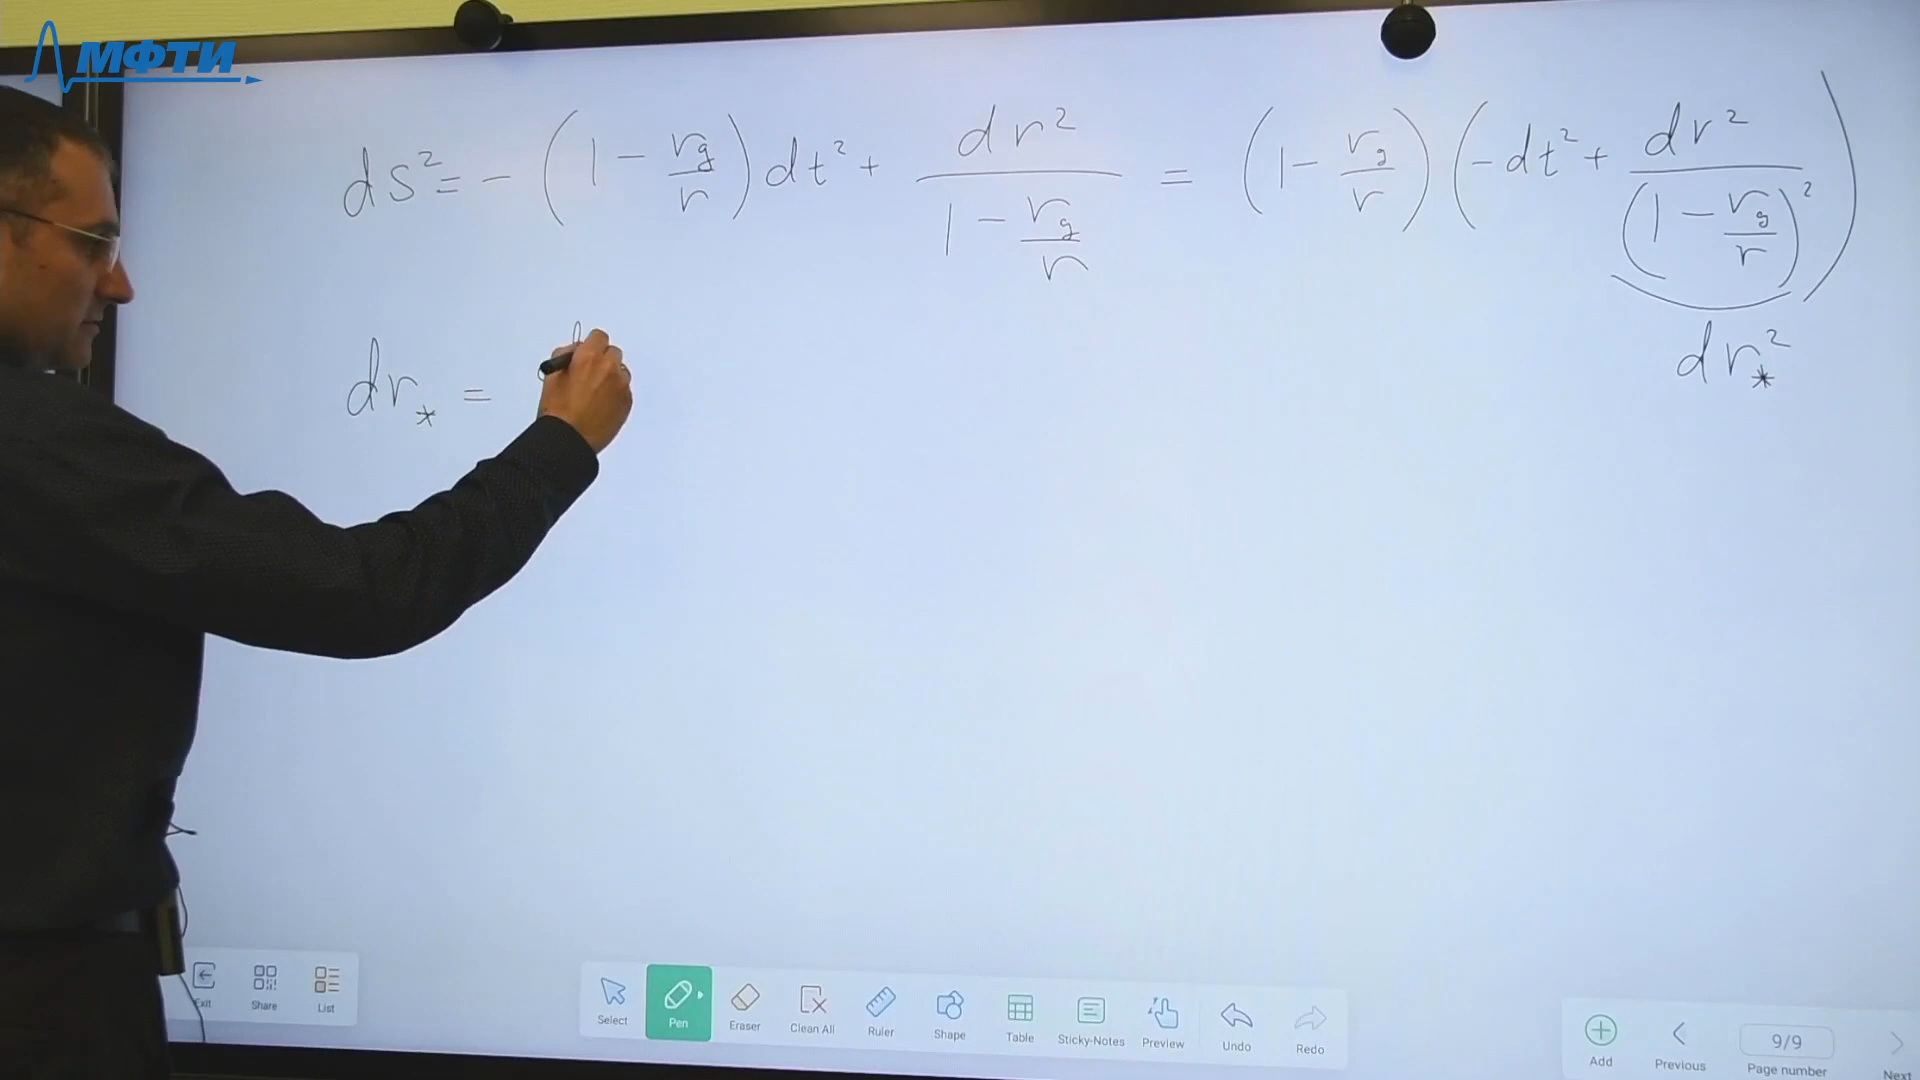 МФТИ
ds² = - (1 - r_g/r) dt² + dr²/(1 - r_g/r) = (1 - r_g/r) (-dt² + dr²/(1 - r_g/r)²)
dr_*²
dr_* =
Exit
Share
List
Select
Pen
Eraser
Clean All
Ruler
Shape
Table
Sticky-Notes
Preview
Undo
Redo
Add
Previous
9/9
Page number
Next